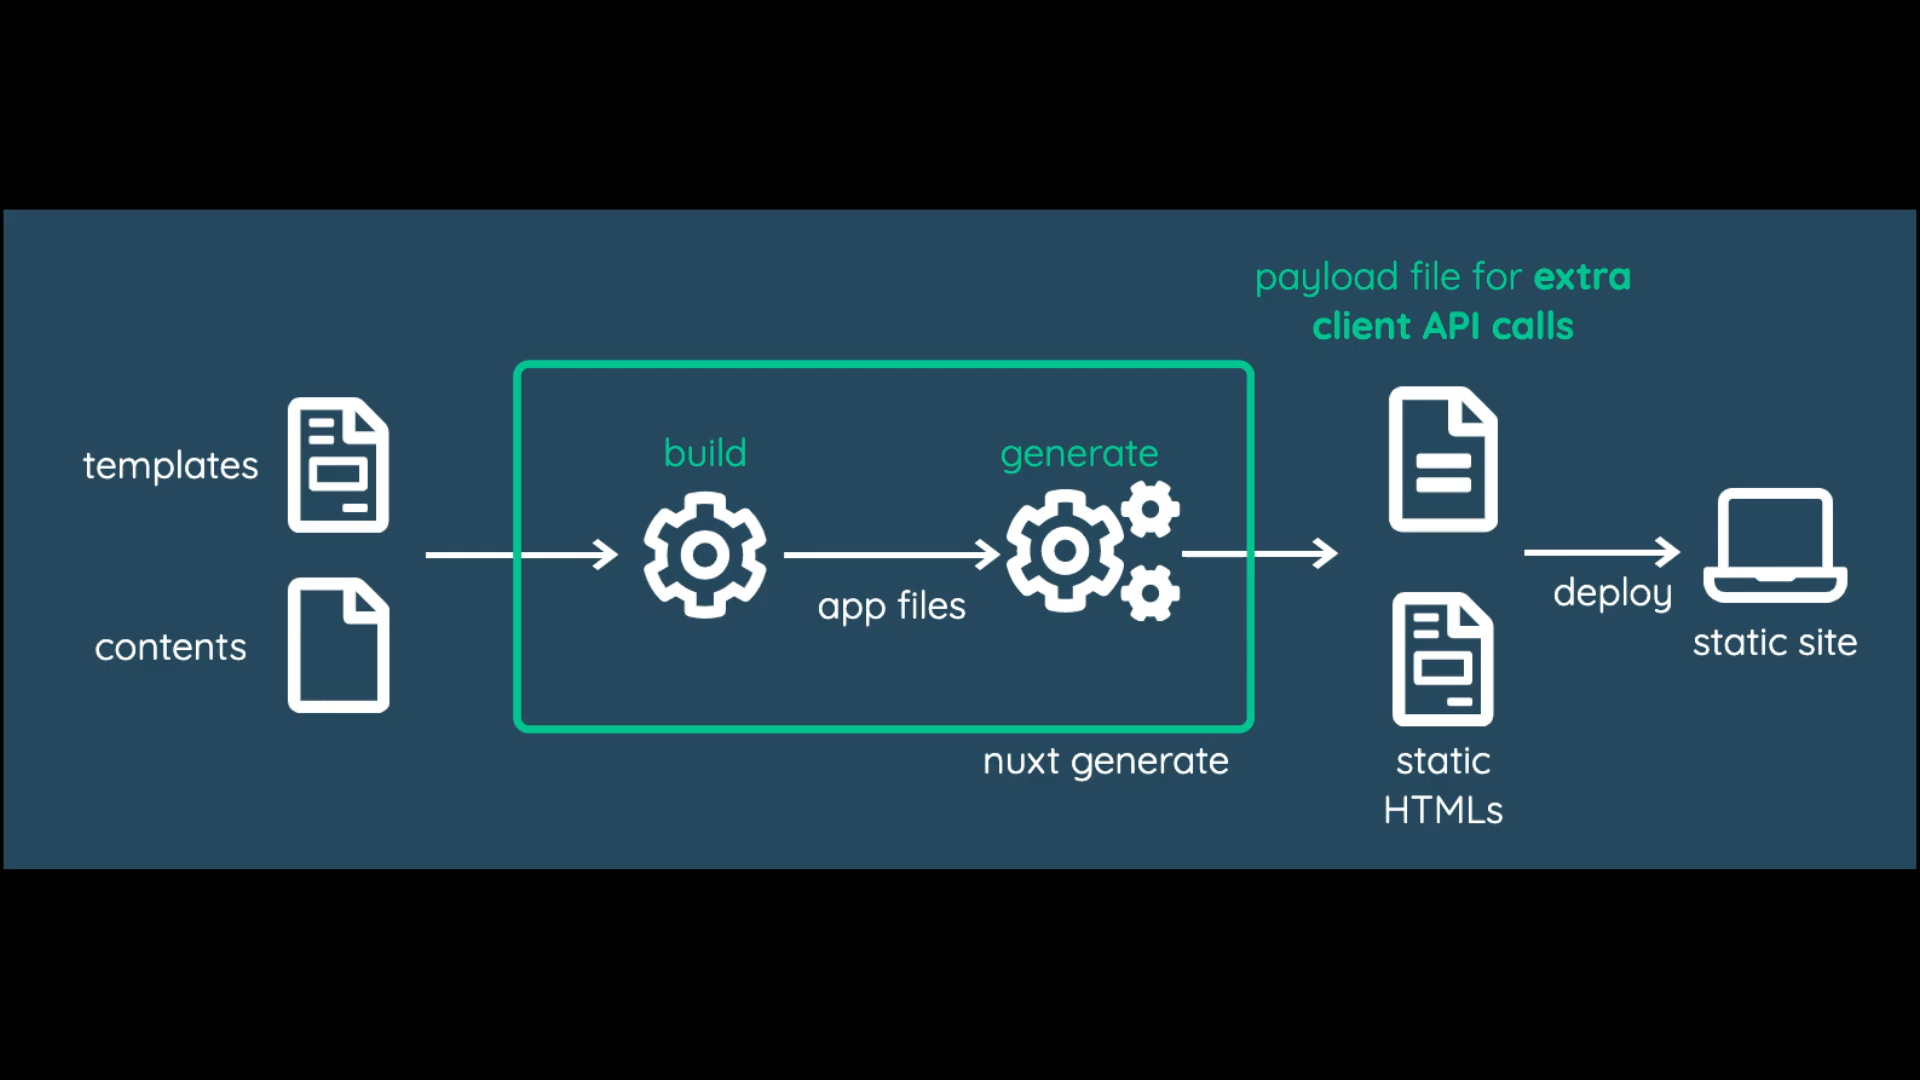 templates
contents
build
app files
generate
nuxt generate
payload file for extra
client API calls
static
HTMLs
deploy
static site